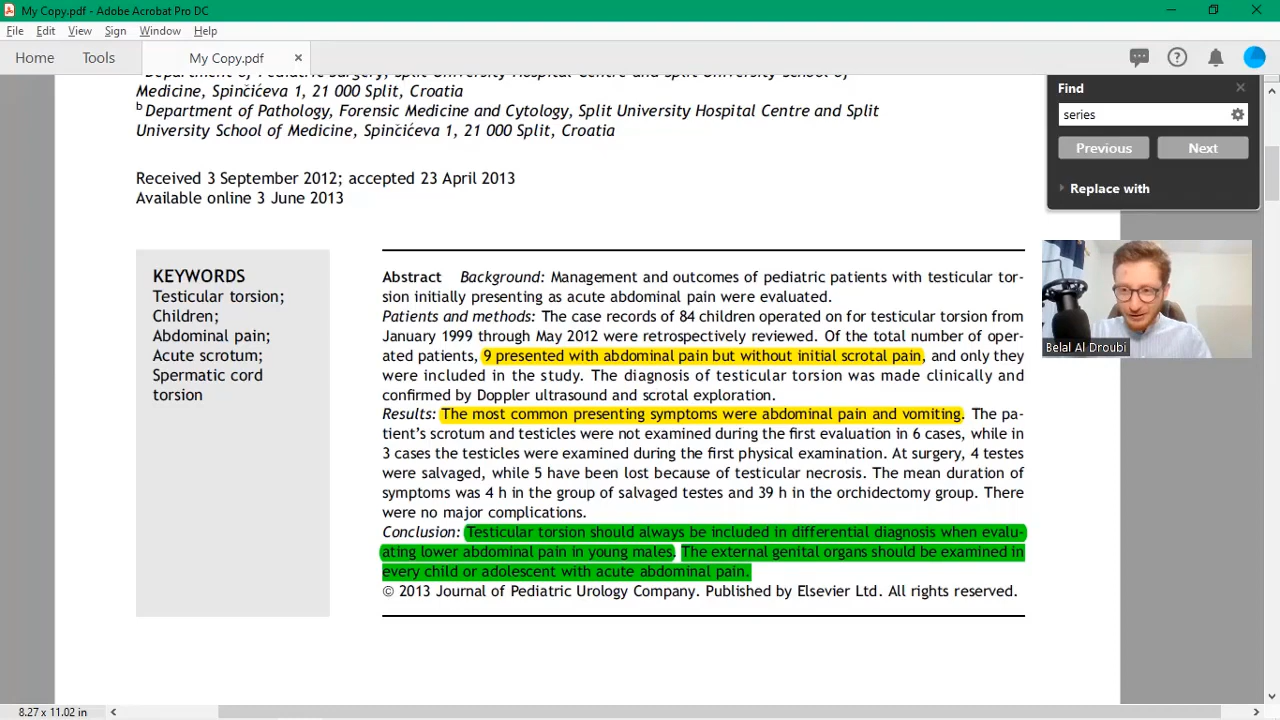 My Copy.pdf - Adobe Acrobat Pro DC
File Edit View Sign Window Help
Home Tools My Copy.pdf ×
Department of Pediatric Surgery, Split University Hospital Centre and Split University School of
Medicine, Spinčićeva 1, 21 000 Split, Croatia
b Department of Pathology, Forensic Medicine and Cytology, Split University Hospital Centre and Split
University School of Medicine, Spinčićeva 1, 21 000 Split, Croatia
Received 3 September 2012; accepted 23 April 2013
Available online 3 June 2013
KEYWORDS
Testicular torsion;
Children;
Abdominal pain;
Acute scrotum;
Spermatic cord
torsion
Abstract Background: Management and outcomes of pediatric patients with testicular tor-
sion initially presenting as acute abdominal pain were evaluated.
Patients and methods: The case records of 84 children operated on for testicular torsion from
January 1999 through May 2012 were retrospectively reviewed. Of the total number of oper-
ated patients, 9 presented with abdominal pain but without initial scrotal pain, and only they
were included in the study. The diagnosis of testicular torsion was made clinically and
confirmed by Doppler ultrasound and scrotal exploration.
Results: The most common presenting symptoms were abdominal pain and vomiting. The pa-
tient's scrotum and testicles were not examined during the first evaluation in 6 cases, while in
3 cases the testicles were examined during the first physical examination. At surgery, 4 testes
were salvaged, while 5 have been lost because of testicular necrosis. The mean duration of
symptoms was 4 h in the group of salvaged testes and 39 h in the orchidectomy group. There
were no major complications.
Conclusion: Testicular torsion should always be included in differential diagnosis when evalu-
ating lower abdominal pain in young males. The external genital organs should be examined in
every child or adolescent with acute abdominal pain.
© 2013 Journal of Pediatric Urology Company. Published by Elsevier Ltd. All rights reserved.
Find
series
Previous Next
Replace with
Belal Al Droubi
8.27 x 11.02 in